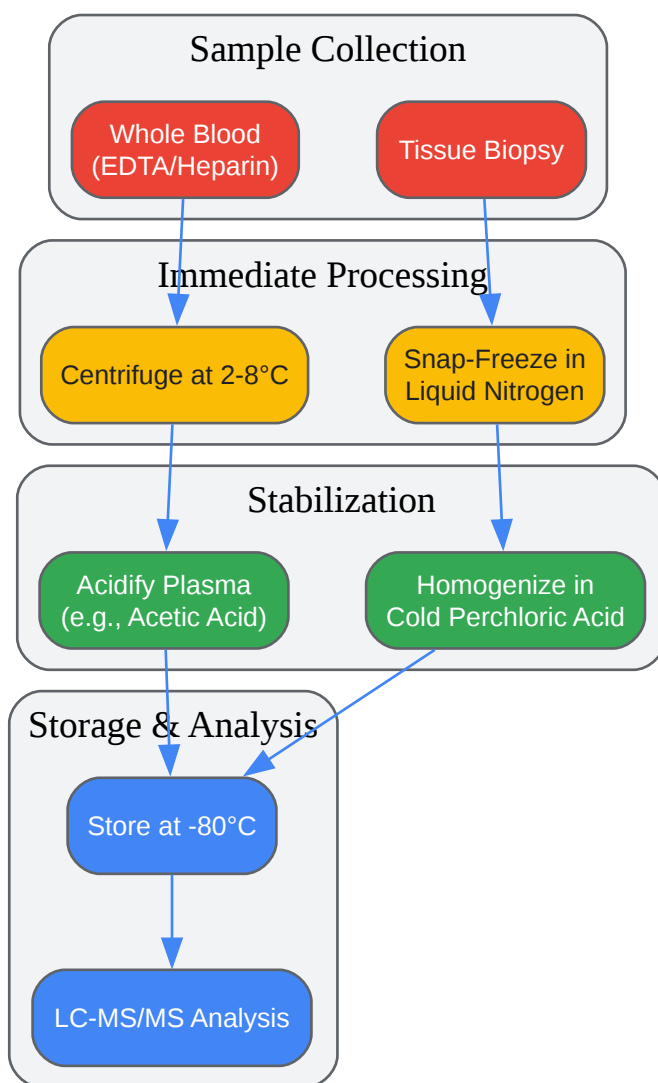 Sample Collection
Whole Blood
(EDTA/Heparin)
Tissue Biopsy
Immediate Processing
Centrifuge at 2-8°C
Snap-Freeze in
Liquid Nitrogen
Stabilization
Acidify Plasma
(e.g., Acetic Acid)
Homogenize in
Cold Perchloric Acid
Storage & Analysis
Store at -80°C
LC-MS/MS Analysis